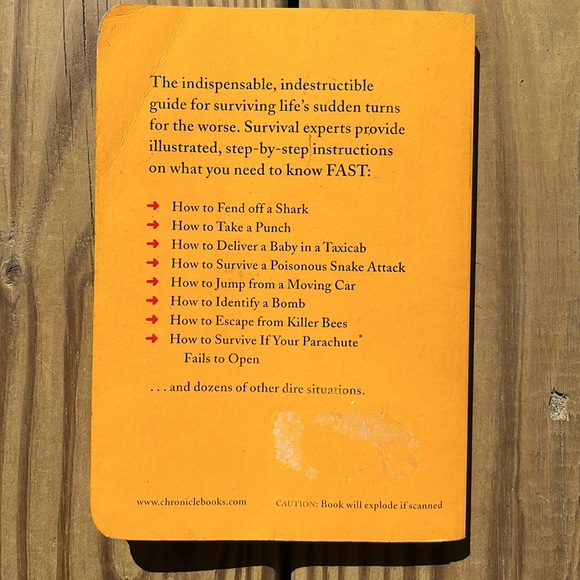 The indispensable, indestructible
guide for surviving life's sudden turns
for the worse. Survival experts provide
illustrated, step-by-step instructions
on what you need to know FAST:
➔ How to Fend off a Shark
➔ How to Take a Punch
➔ How to Deliver a Baby in a Taxicab
➔ How to Survive a Poisonous Snake Attack
➔ How to Jump from a Moving Car
➔ How to Identify a Bomb
➔ How to Escape from Killer Bees
➔ How to Survive If Your Parachute*
Fails to Open
. . . and dozens of other dire situations.
www.chroniclebooks.com CAUTION: Book will explode if scanned